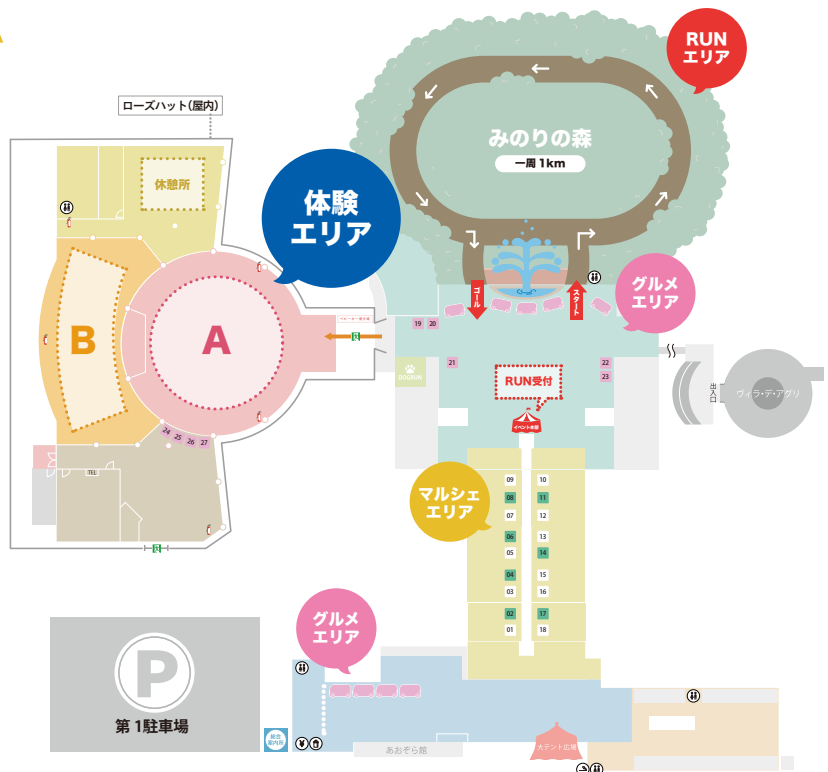 RUN
エリア
ローズハット(屋内)
みのりの森
一周 1km
休憩所
体験
エリア
グルメ
エリア
ゴール
スタート
B
A
19 20
21
22
23
DOGRUN
RUN受付
イベント本部
出入口
ヴィラ・デ・アグリ
24 25 26 27
TEL
マルシェ
エリア
09 10
08 11
07 12
06 13
05 14
04 15
03 16
02 17
01 18
グルメ
エリア
P
第 1駐車場
総合
案内所
あおぞら館
大テント広場